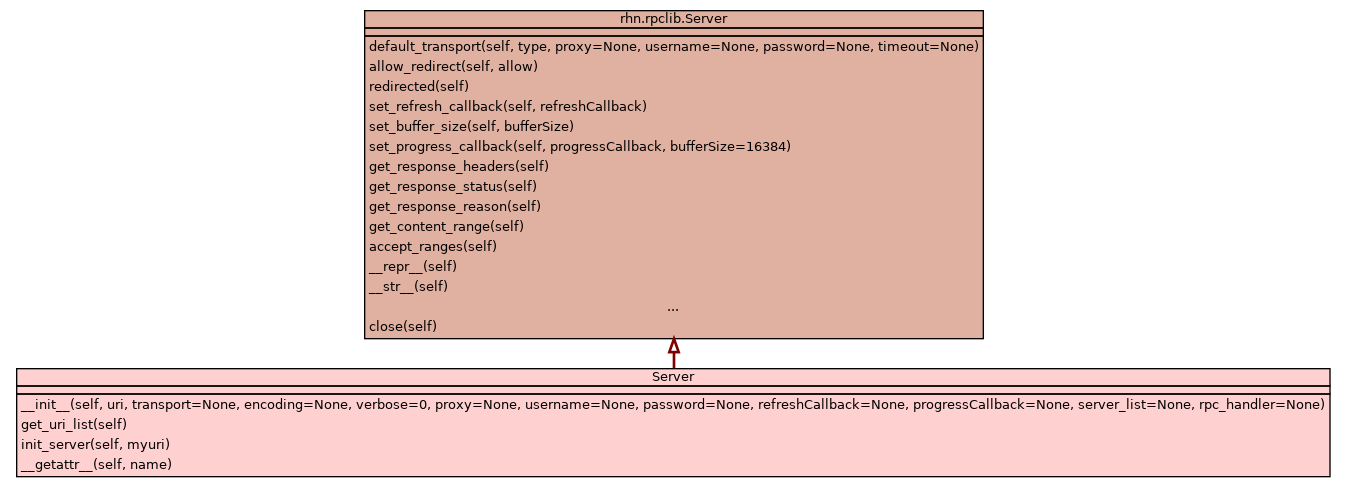 rhn.rpclib.Server
default_transport(self, type, proxy=None, username=None, password=None, timeout=None)
allow_redirect(self, allow)
redirected(self)
set_refresh_callback(self, refreshCallback)
set_buffer_size(self, bufferSize)
set_progress_callback(self, progressCallback, bufferSize=16384)
get_response_headers(self)
get_response_status(self)
get_response_reason(self)
get_content_range(self)
accept_ranges(self)
__repr__(self)
__str__(self)
...
close(self)
Server
__init__(self, uri, transport=None, encoding=None, verbose=0, proxy=None, username=None, password=None, refreshCallback=None, progressCallback=None, server_list=None, rpc_handler=None)
get_uri_list(self)
init_server(self, myuri)
__getattr__(self, name)